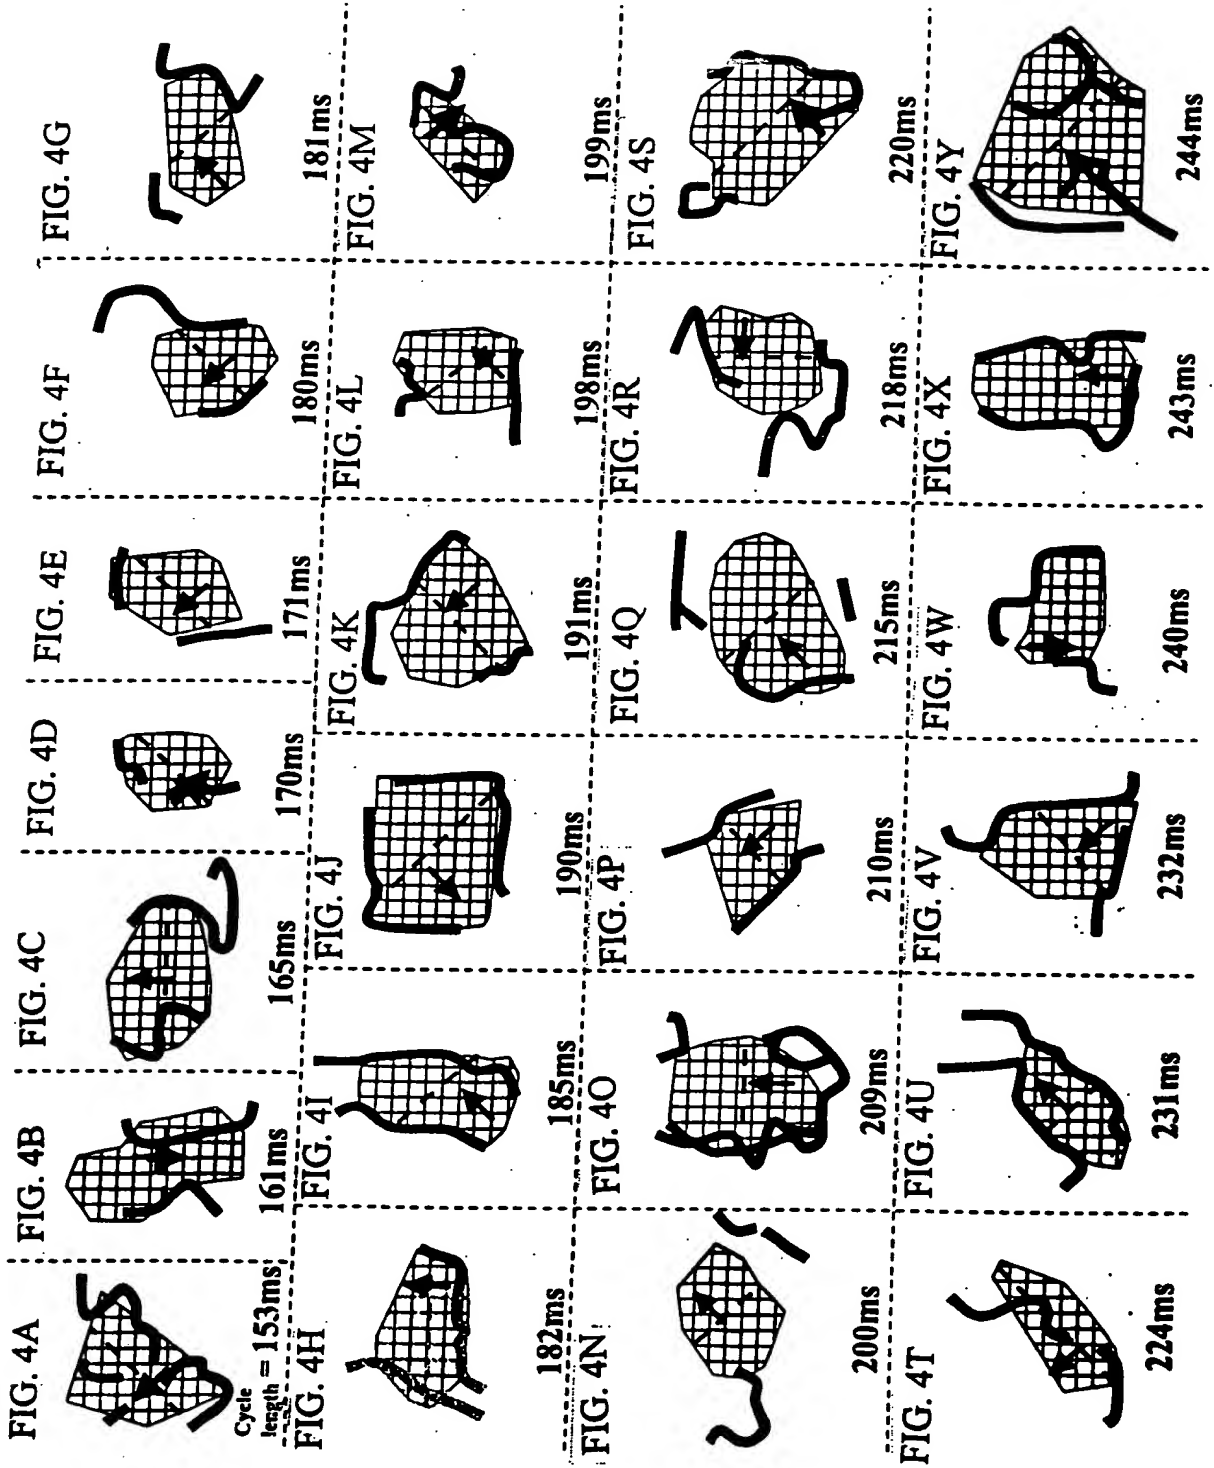 FIG. 4A
Cycle
length = 153ms
FIG. 4B
161ms
FIG. 4C
165ms
FIG. 4D
170ms
FIG. 4E
171ms
FIG. 4F
180ms
FIG. 4G
181ms
FIG. 4H
182ms
FIG. 4I
185ms
FIG. 4J
190ms
FIG. 4K
191ms
FIG. 4L
198ms
FIG. 4M
199ms
FIG. 4N
200ms
FIG. 4O
209ms
FIG. 4P
210ms
FIG. 4Q
215ms
FIG. 4R
218ms
FIG. 4S
220ms
FIG. 4T
224ms
FIG. 4U
231ms
FIG. 4V
232ms
FIG. 4W
240ms
FIG. 4X
243ms
FIG. 4Y
244ms